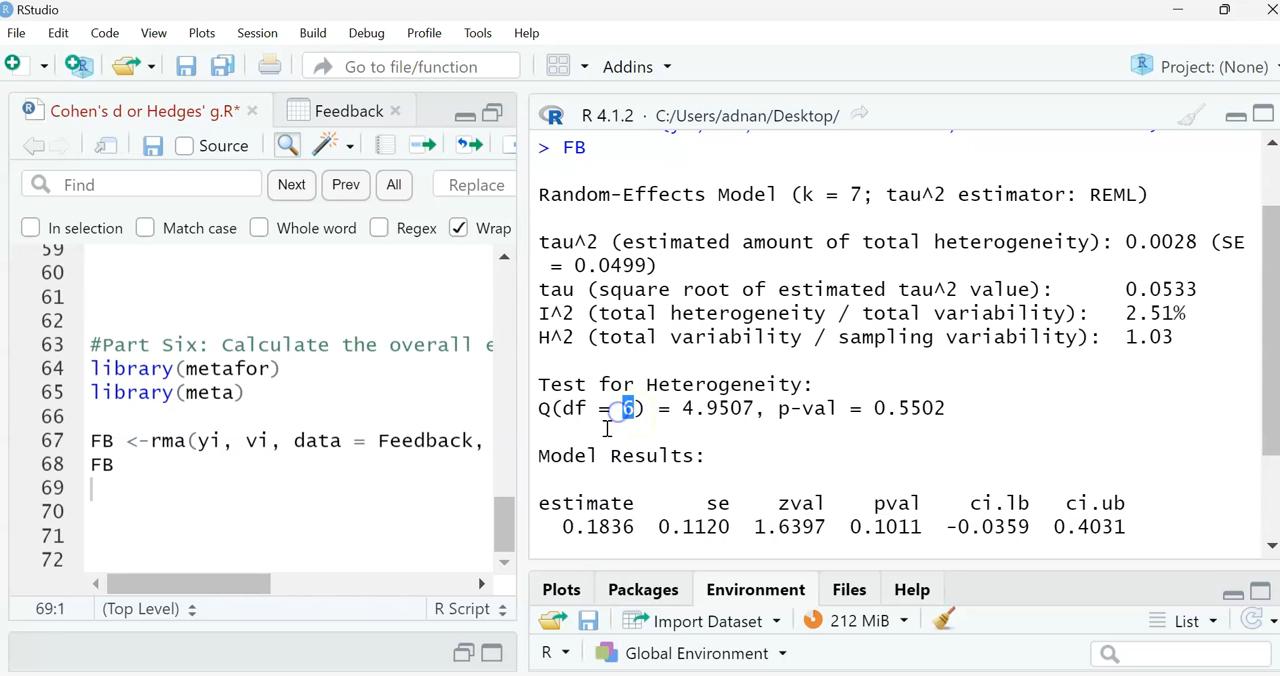 RStudio
File Edit Code View Plots Session Build Debug Profile Tools Help
Go to file/function Addins Project: (None)
Cohen's d or Hedges' g.R* Feedback
Source
Find Next Prev All Replace
In selection Match case Whole word Regex Wrap
59
60
61
62
63 #Part Six: Calculate the overall e
64 library(metafor)
65 library(meta)
66
67 FB <-rma(yi, vi, data = Feedback,
68 FB
69
70
71
72
69:1 (Top Level) R Script
R 4.1.2 · C:/Users/adnan/Desktop/
> FB
Random-Effects Model (k = 7; tau^2 estimator: REML)
tau^2 (estimated amount of total heterogeneity): 0.0028 (SE
= 0.0499)
tau (square root of estimated tau^2 value): 0.0533
I^2 (total heterogeneity / total variability): 2.51%
H^2 (total variability / sampling variability): 1.03
Test for Heterogeneity:
Q(df = 6) = 4.9507, p-val = 0.5502
Model Results:
estimate se zval pval ci.lb ci.ub
0.1836 0.1120 1.6397 0.1011 -0.0359 0.4031
Plots Packages Environment Files Help
Import Dataset 212 MiB List
R Global Environment